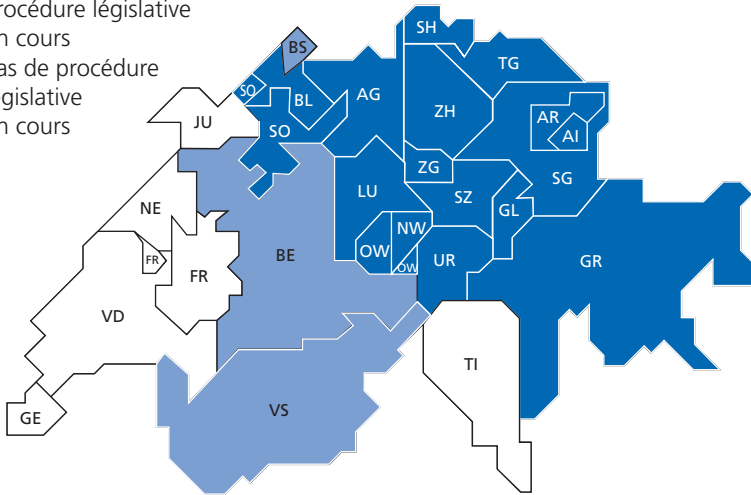 rocédure législative
n cours
as de procédure
égislative
n cours
SH
BS
TG
SO
BL
AG
ZH
AR
AI
JU
SO
ZG
SG
LU
SZ
GL
NE
NW
OW
OW
UR
FR
FR
BE
GR
VD
TI
VS
GE